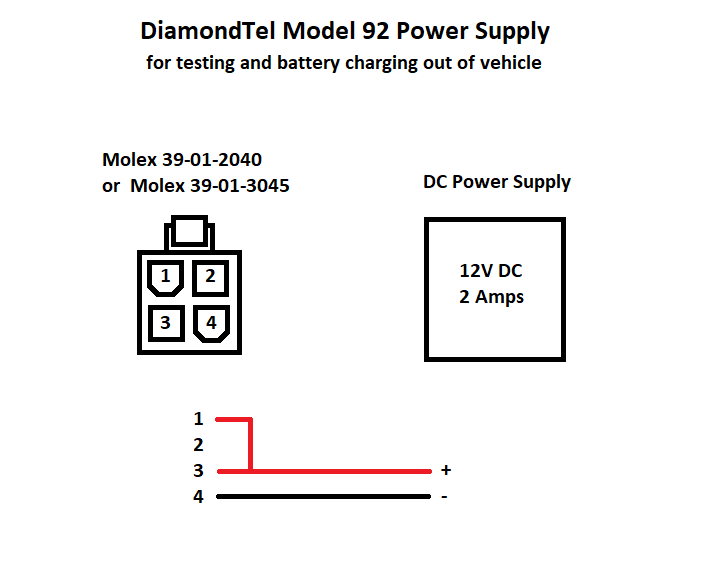 DiamondTel Model 92 Power Supply
for testing and battery charging out of vehicle
Molex 39-01-2040
or Molex 39-01-3045
DC Power Supply
1 2
3 4
12V DC
2 Amps
1
2
3 +
4 -